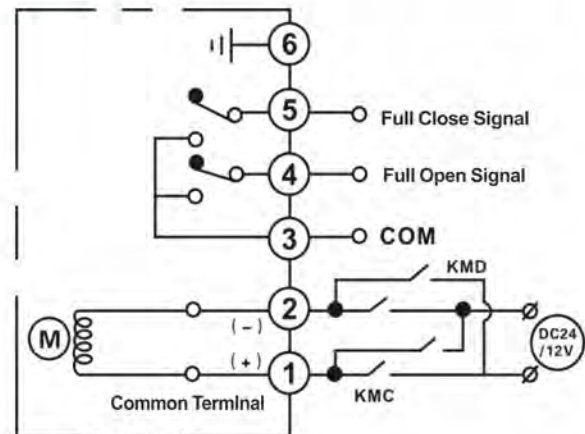 6
5 Full Close Signal
4 Full Open Signal
3 COM
KMD
2
(-)
M
DC24
/12V
(+)
1
Common Terminal
KMC